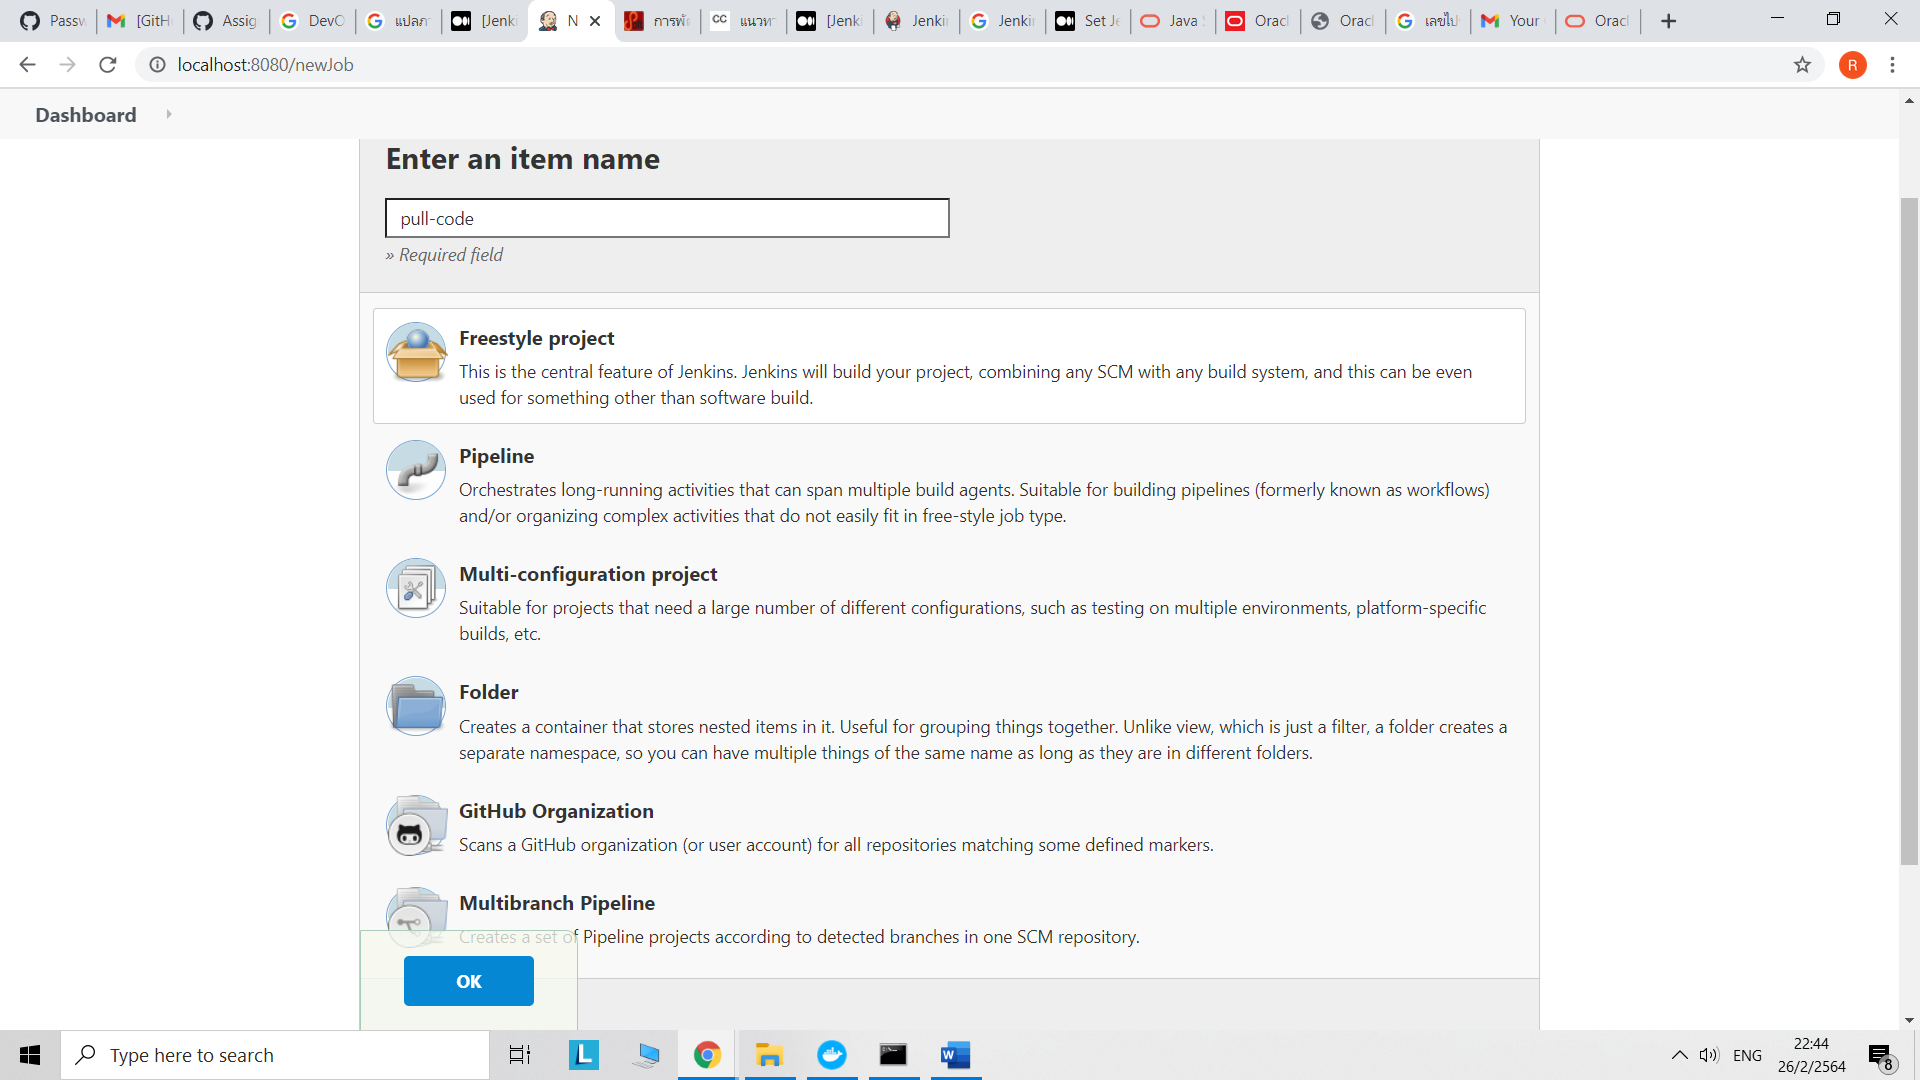 Passw
[GitH
Assig
DevO
แปลภา
[Jenki
N
การพัฒ
CC
แนวทา
[Jenki
Jenkin
Jenkin
Set Je
Java S
Oracl
Oracl
เลขไปร
Your
Oracl
localhost:8080/newJob
R
Dashboard
Enter an item name
pull-code
» Required field
Freestyle project
This is the central feature of Jenkins. Jenkins will build your project, combining any SCM with any build system, and this can be even
used for something other than software build.
Pipeline
Orchestrates long-running activities that can span multiple build agents. Suitable for building pipelines (formerly known as workflows)
and/or organizing complex activities that do not easily fit in free-style job type.
Multi-configuration project
Suitable for projects that need a large number of different configurations, such as testing on multiple environments, platform-specific
builds, etc.
Folder
Creates a container that stores nested items in it. Useful for grouping things together. Unlike view, which is just a filter, a folder creates a
separate namespace, so you can have multiple things of the same name as long as they are in different folders.
GitHub Organization
Scans a GitHub organization (or user account) for all repositories matching some defined markers.
Multibranch Pipeline
Creates a set of Pipeline projects according to detected branches in one SCM repository.
OK
Type here to search
L
W
ENG
22:44
26/2/2564
8